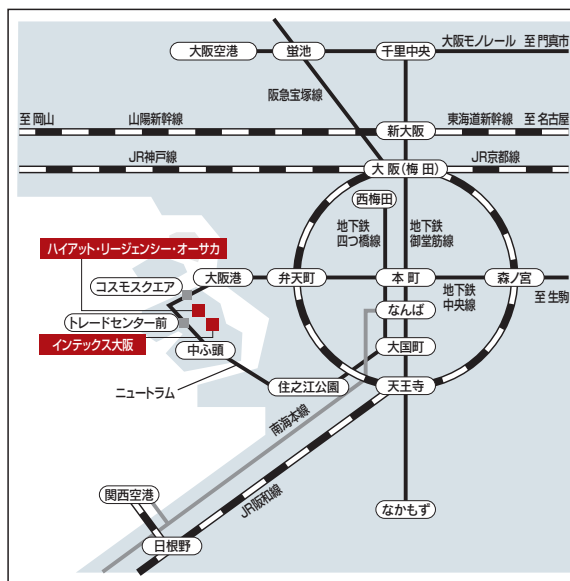 大阪モノレール 至門真市
大阪空港
蛍池
千里中央
阪急宝塚線
至岡山
山陽新幹線
新大阪
東海道新幹線
至名古屋
JR神戸線
大阪(梅田)
JR京都線
西梅田
地下鉄
四つ橋線
地下鉄
御堂筋線
ハイアット・リージェンシー・オーサカ
コスモスクエア
大阪港
弁天町
本町
森ノ宮
地下鉄
中央線
至生駒
トレードセンター前
なんば
インテックス大阪
中ふ頭
大国町
ニュートラム
住之江公園
天王寺
南海本線
JR阪和線
関西空港
なかもず
日根野